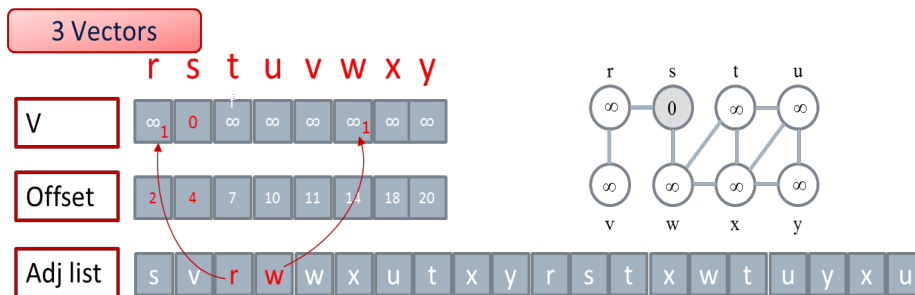 3 Vectors
r s t u v w x y
V ∞ 1 0 ∞ ∞ ∞ ∞ 1 ∞ ∞
Offset 2 4 7 10 11 14 18 20
Adj list s v r w w x u t x y r s t x w t u y x u
r s t u
∞ 0 ∞ ∞
∞ ∞ ∞ ∞
v w x y